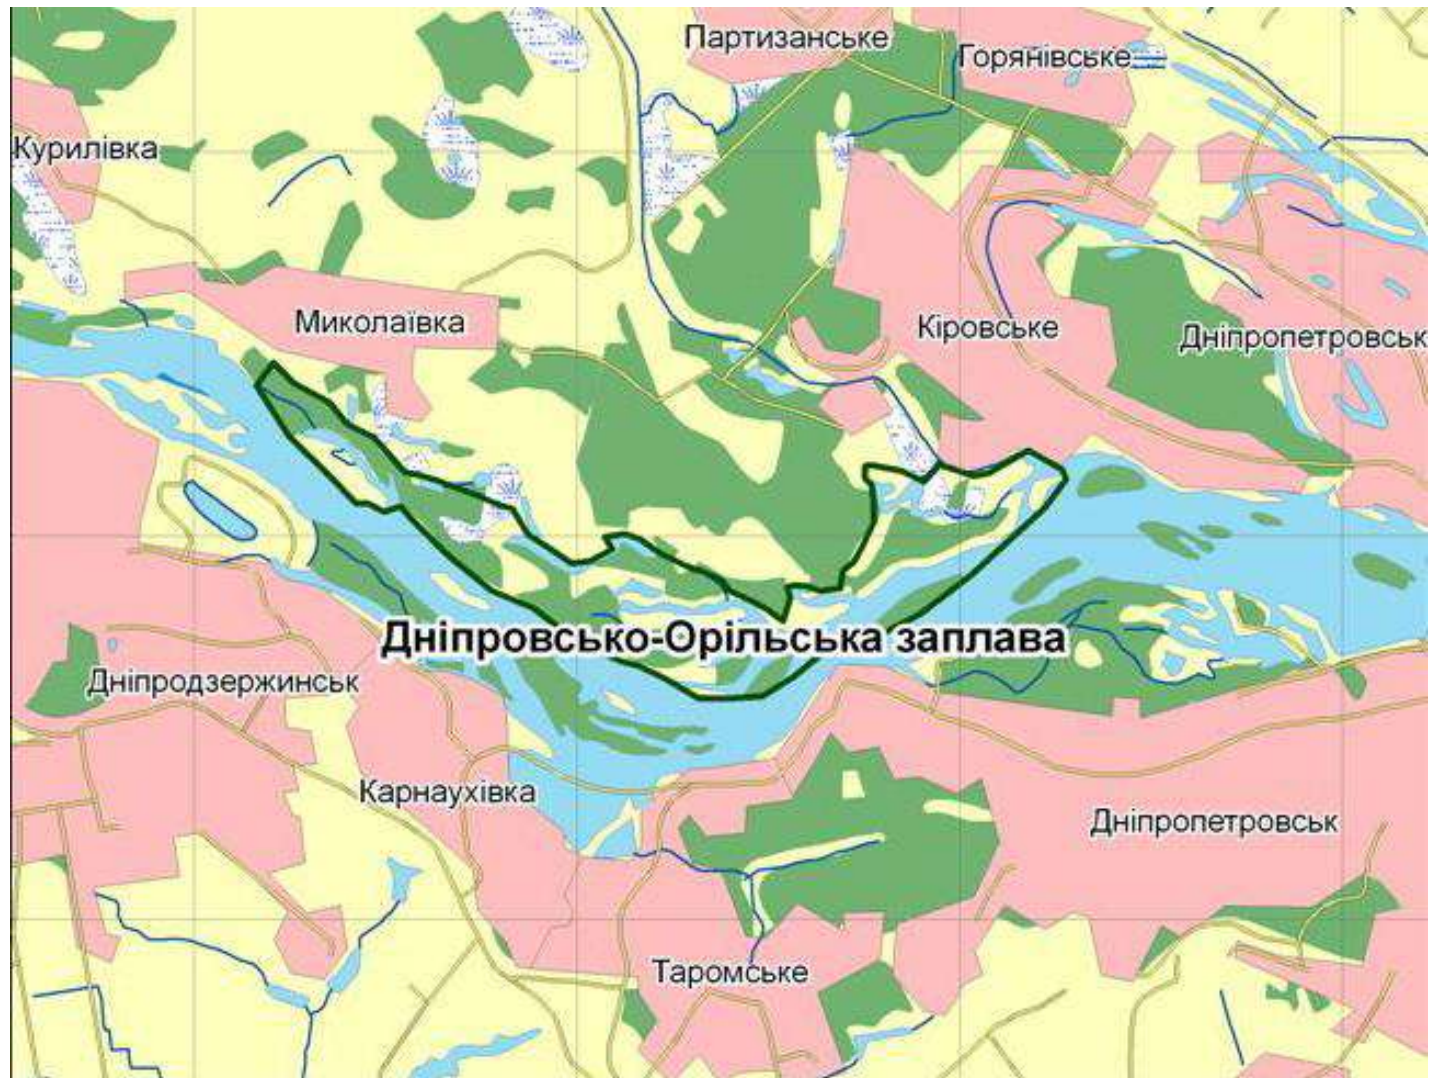 Партизанське
Горянівське
Курилівка
Миколаївка
Кіровське
Дніпропетровськ
Дніпровсько-Орільська заплава
Дніпродзержинськ
Карнаухівка
Дніпропетровськ
Таромське